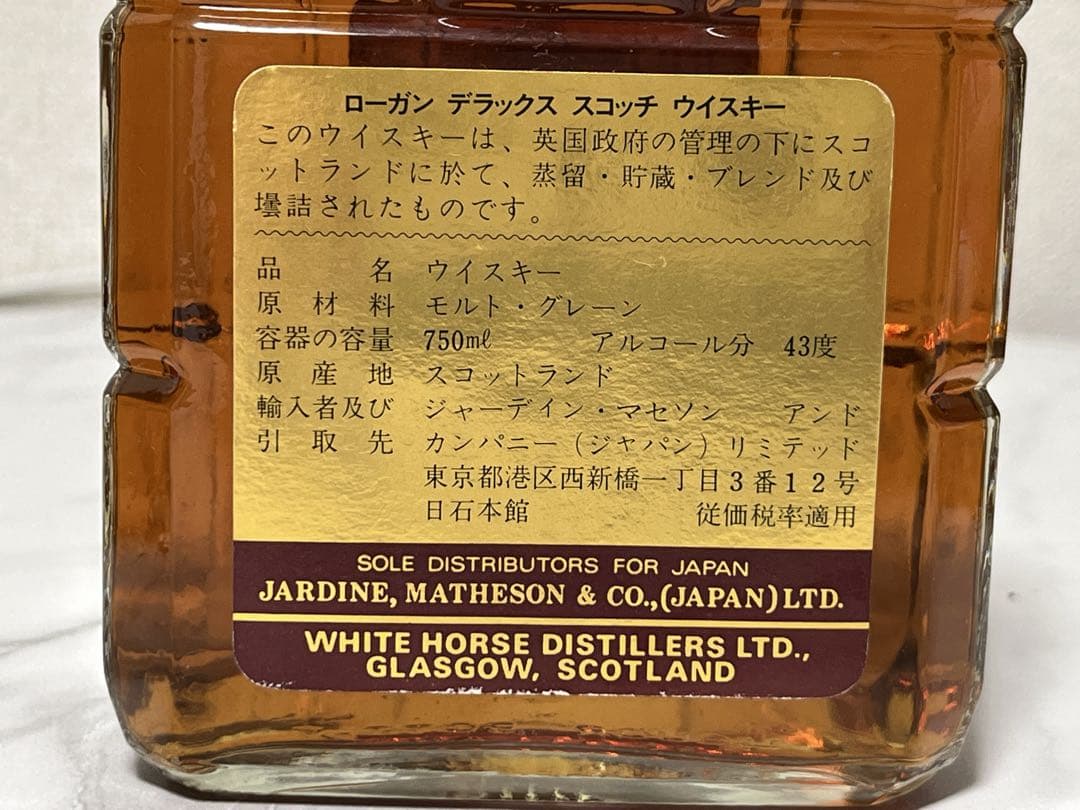 ローガン デラックス スコッチ ウイスキー
このウイスキーは、英国政府の管理の下にスコ
ットランドに於て、蒸留・貯蔵・ブレンド及び
壜詰されたものです。
品名 ウイスキー
原材料 モルト・グレーン
容器の容量 750ml アルコール分 43度
原産地 スコットランド
輸入者及び ジャーデイン・マセソン アンド
引取先 カンパニー（ジャパン）リミテッド
東京都港区西新橋一丁目3番12号
日石本館 従価税率適用
SOLE DISTRIBUTORS FOR JAPAN
JARDINE, MATHESON & CO.,(JAPAN) LTD.
WHITE HORSE DISTILLERS LTD.,
GLASGOW, SCOTLAND